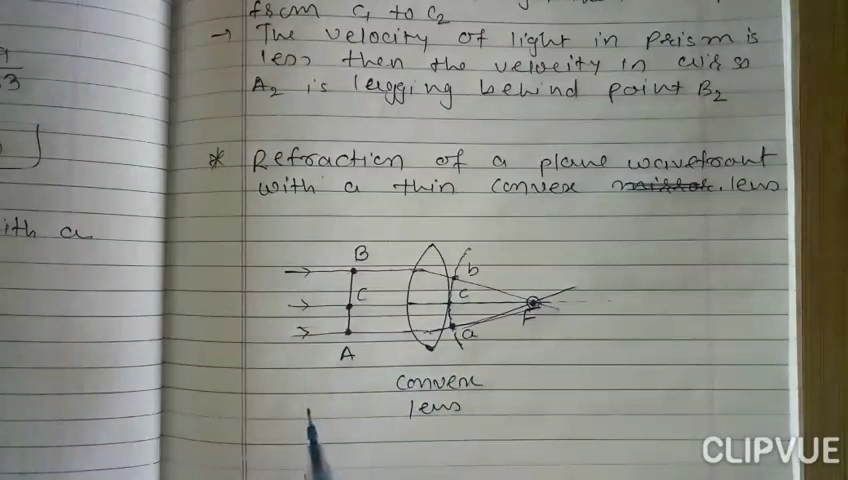 from C1 to C2
→ The velocity of light in Prism is
less then the velocity in air so
A2 is lagging behind point B2
* Refraction of a plane wavefront
with a thin convex lens
ith a
B
b
C
c
F
A
a
convex
lens
CLIPVUE